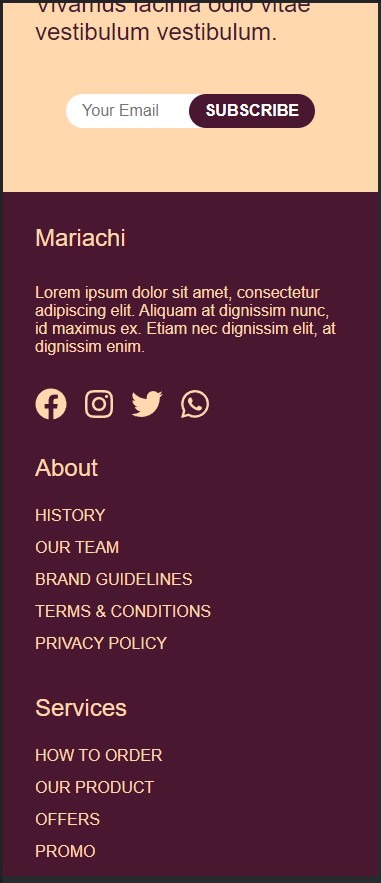 Vivamus lacinia odio vitae
vestibulum vestibulum.
Your Email
SUBSCRIBE
Mariachi
Lorem ipsum dolor sit amet, consectetur
adipiscing elit. Aliquam at dignissim nunc,
id maximus ex. Etiam nec dignissim elit, at
dignissim enim.
About
HISTORY
OUR TEAM
BRAND GUIDELINES
TERMS & CONDITIONS
PRIVACY POLICY
Services
HOW TO ORDER
OUR PRODUCT
OFFERS
PROMO